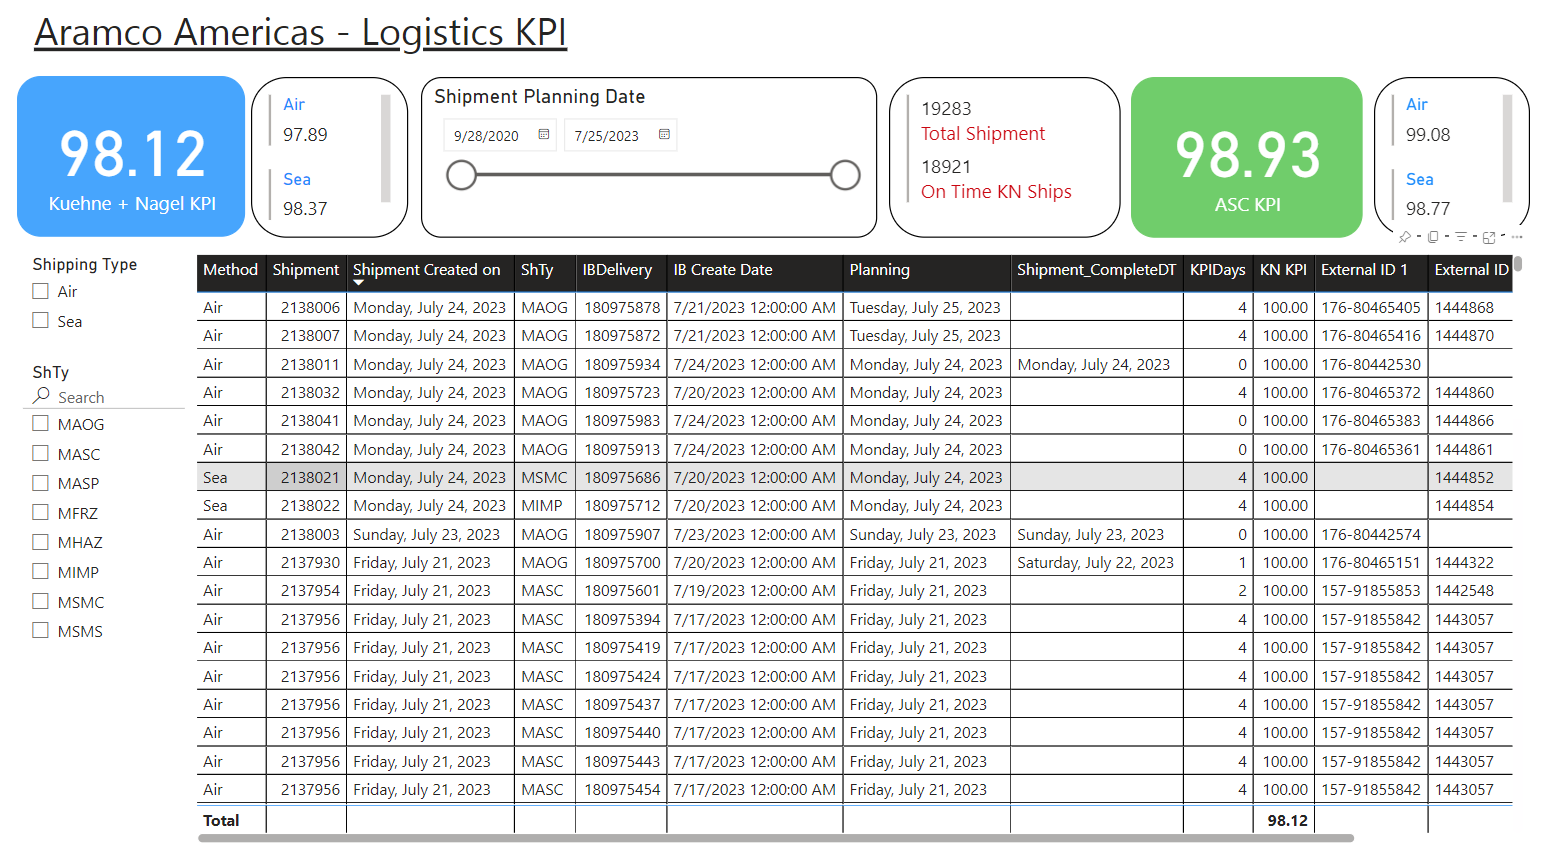 Aramco Americas - Logistics KPI
98.12
Kuehne + Nagel KPI
Air
97.89
Sea
98.37
Shipment Planning Date
9/28/2020 7/25/2023
19283
Total Shipment
18921
On Time KN Ships
98.93
ASC KPI
Air
99.08
Sea
98.77
Shipping Type
Air
Sea
ShTy
Search
MAOG
MASC
MASP
MFRZ
MHAZ
MIMP
MSMC
MSMS
Method Shipment Shipment Created on ShTy IBDelivery IB Create Date Planning Shipment_CompleteDT KPIDays KN KPI External ID 1 External ID
Air 2138006 Monday, July 24, 2023 MAOG 180975878 7/21/2023 12:00:00 AM Tuesday, July 25, 2023 4 100.00 176-80465405 1444868
Air 2138007 Monday, July 24, 2023 MAOG 180975872 7/21/2023 12:00:00 AM Tuesday, July 25, 2023 4 100.00 176-80465416 1444870
Air 2138011 Monday, July 24, 2023 MAOG 180975934 7/24/2023 12:00:00 AM Monday, July 24, 2023 Monday, July 24, 2023 0 100.00 176-80442530
Air 2138032 Monday, July 24, 2023 MAOG 180975723 7/20/2023 12:00:00 AM Monday, July 24, 2023 4 100.00 176-80465372 1444860
Air 2138041 Monday, July 24, 2023 MAOG 180975983 7/24/2023 12:00:00 AM Monday, July 24, 2023 0 100.00 176-80465383 1444866
Air 2138042 Monday, July 24, 2023 MAOG 180975913 7/24/2023 12:00:00 AM Monday, July 24, 2023 0 100.00 176-80465361 1444861
Sea 2138021 Monday, July 24, 2023 MSMC 180975686 7/20/2023 12:00:00 AM Monday, July 24, 2023 4 100.00 1444852
Sea 2138022 Monday, July 24, 2023 MIMP 180975712 7/20/2023 12:00:00 AM Monday, July 24, 2023 4 100.00 1444854
Air 2138003 Sunday, July 23, 2023 MAOG 180975907 7/23/2023 12:00:00 AM Sunday, July 23, 2023 Sunday, July 23, 2023 0 100.00 176-80442574
Air 2137930 Friday, July 21, 2023 MAOG 180975700 7/20/2023 12:00:00 AM Friday, July 21, 2023 Saturday, July 22, 2023 1 100.00 176-80465151 1444322
Air 2137954 Friday, July 21, 2023 MASC 180975601 7/19/2023 12:00:00 AM Friday, July 21, 2023 2 100.00 157-91855853 1442548
Air 2137956 Friday, July 21, 2023 MASC 180975394 7/17/2023 12:00:00 AM Friday, July 21, 2023 4 100.00 157-91855842 1443057
Air 2137956 Friday, July 21, 2023 MASC 180975419 7/17/2023 12:00:00 AM Friday, July 21, 2023 4 100.00 157-91855842 1443057
Air 2137956 Friday, July 21, 2023 MASC 180975424 7/17/2023 12:00:00 AM Friday, July 21, 2023 4 100.00 157-91855842 1443057
Air 2137956 Friday, July 21, 2023 MASC 180975437 7/17/2023 12:00:00 AM Friday, July 21, 2023 4 100.00 157-91855842 1443057
Air 2137956 Friday, July 21, 2023 MASC 180975440 7/17/2023 12:00:00 AM Friday, July 21, 2023 4 100.00 157-91855842 1443057
Air 2137956 Friday, July 21, 2023 MASC 180975443 7/17/2023 12:00:00 AM Friday, July 21, 2023 4 100.00 157-91855842 1443057
Air 2137956 Friday, July 21, 2023 MASC 180975454 7/17/2023 12:00:00 AM Friday, July 21, 2023 4 100.00 157-91855842 1443057
Total 98.12